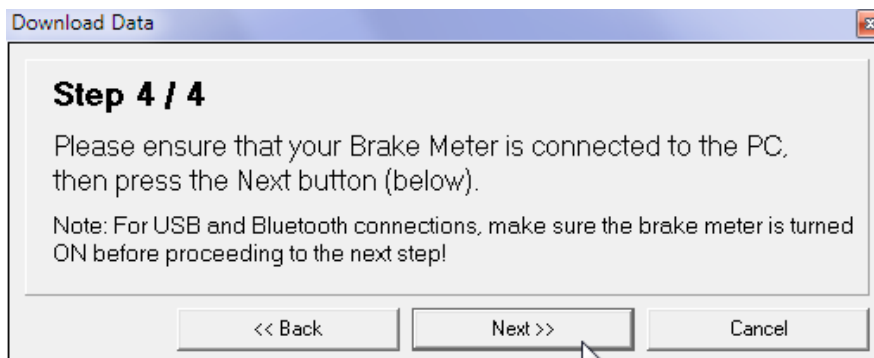 Download Data
Step 4 / 4
Please ensure that your Brake Meter is connected to the PC,
then press the Next button (below).
Note: For USB and Bluetooth connections, make sure the brake meter is turned
ON before proceeding to the next step!
<< Back
Next >>
Cancel